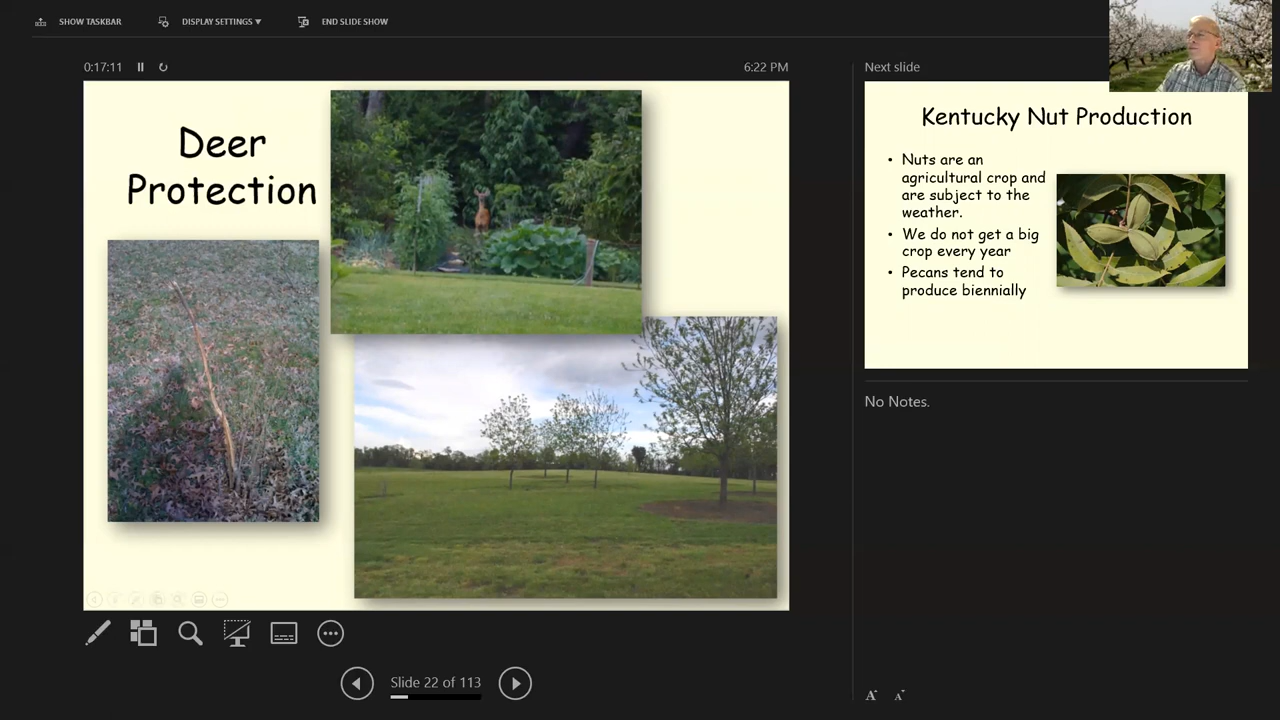 SHOW TASKBAR
DISPLAY SETTINGS ▼
END SLIDE SHOW
0:17:11
6:22 PM
Deer
Protection
Slide 22 of 113
Next slide
Kentucky Nut Production
• Nuts are an
agricultural crop and
are subject to the
weather.
• We do not get a big
crop every year
• Pecans tend to
produce biennially
No Notes.
A A